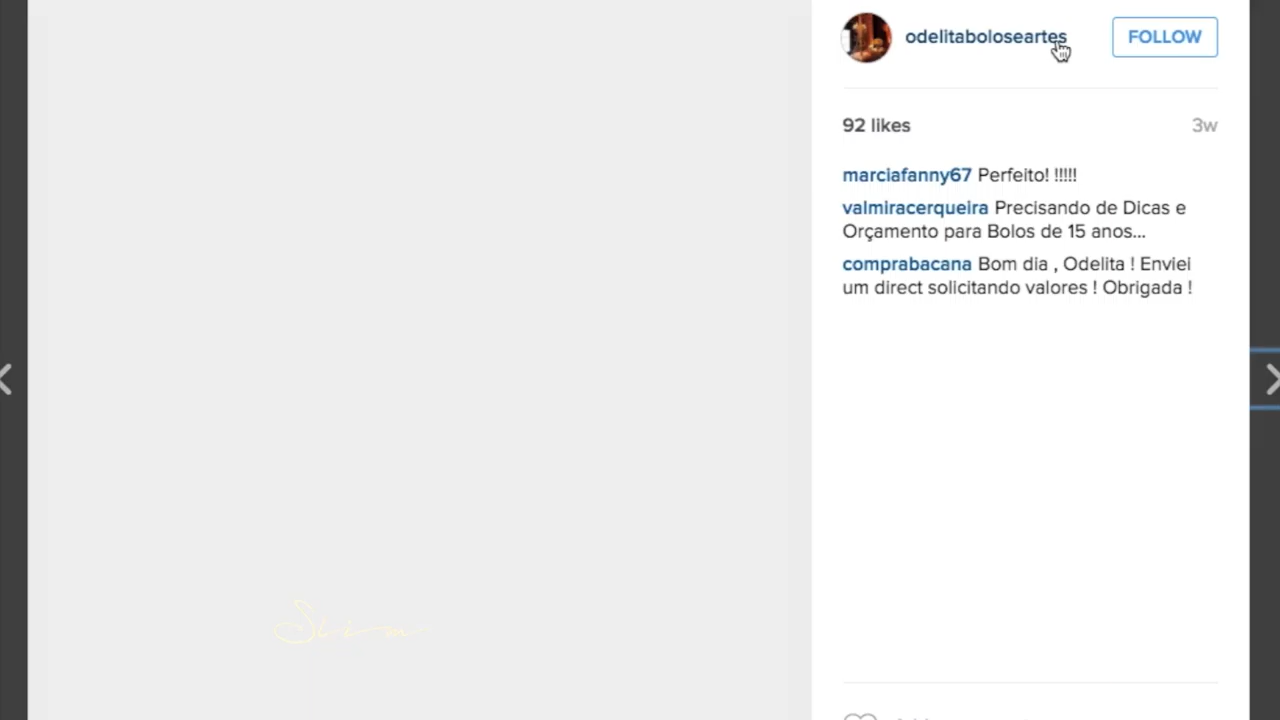 odelitaboloseartes
FOLLOW
92 likes
3w
marciafanny67 Perfeito! !!!!!
valmiracerqueira Precisando de Dicas e
Orçamento para Bolos de 15 anos...
comprabacana Bom dia , Odelita ! Enviei
um direct solicitando valores ! Obrigada !